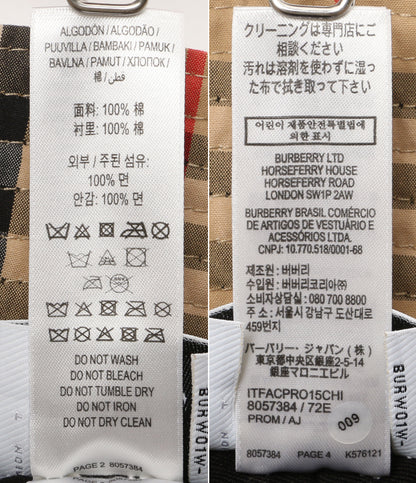 ALGODÓN / ALGODÃO /
PUUVILLA / BAMBAKI / PAMUK /
BAVLNA / PAMUT / ХЛОПОК /
棉 / قطن /
面料: 100% 棉
衬里: 100% 棉
외부 / 주된 섬유:
100% 면
안감: 100% 면
DO NOT WASH
DO NOT BLEACH
DO NOT TUMBLE DRY
DO NOT IRON
DO NOT DRY CLEAN
PAGE 2 8057384
BURW01W-
クリーニングは専門店にご
相談ください
汚れは溶剤を使わずに湿
った布で拭き取って下さい
어린이 제품안전특별법에
의한 표시
BURBERRY LTD
HORSEFERRY HOUSE
HORSEFERRY ROAD
LONDON SW1P 2AW
BURBERRY BRASIL COMÉRCIO
DE ARTIGOS DE VESTUÁRIO E
ACESSÓRIOS LTDA.
CNPJ: 10.770.518/0001-68
제조원 : 버버리
수입원 : 버버리코리아(주)
소비자상담실 : 080 700 8800
주소 : 서울시 강남구 도산대로
459번지
バーバリー・ジャパン(株)
東京都中央区銀座2-5-14
銀座マロニエビル
ITFACPRO15CHI
8057384 / 72E
PROM / AJ
009
8057384 PAGE 4 K576121
BURW01W-